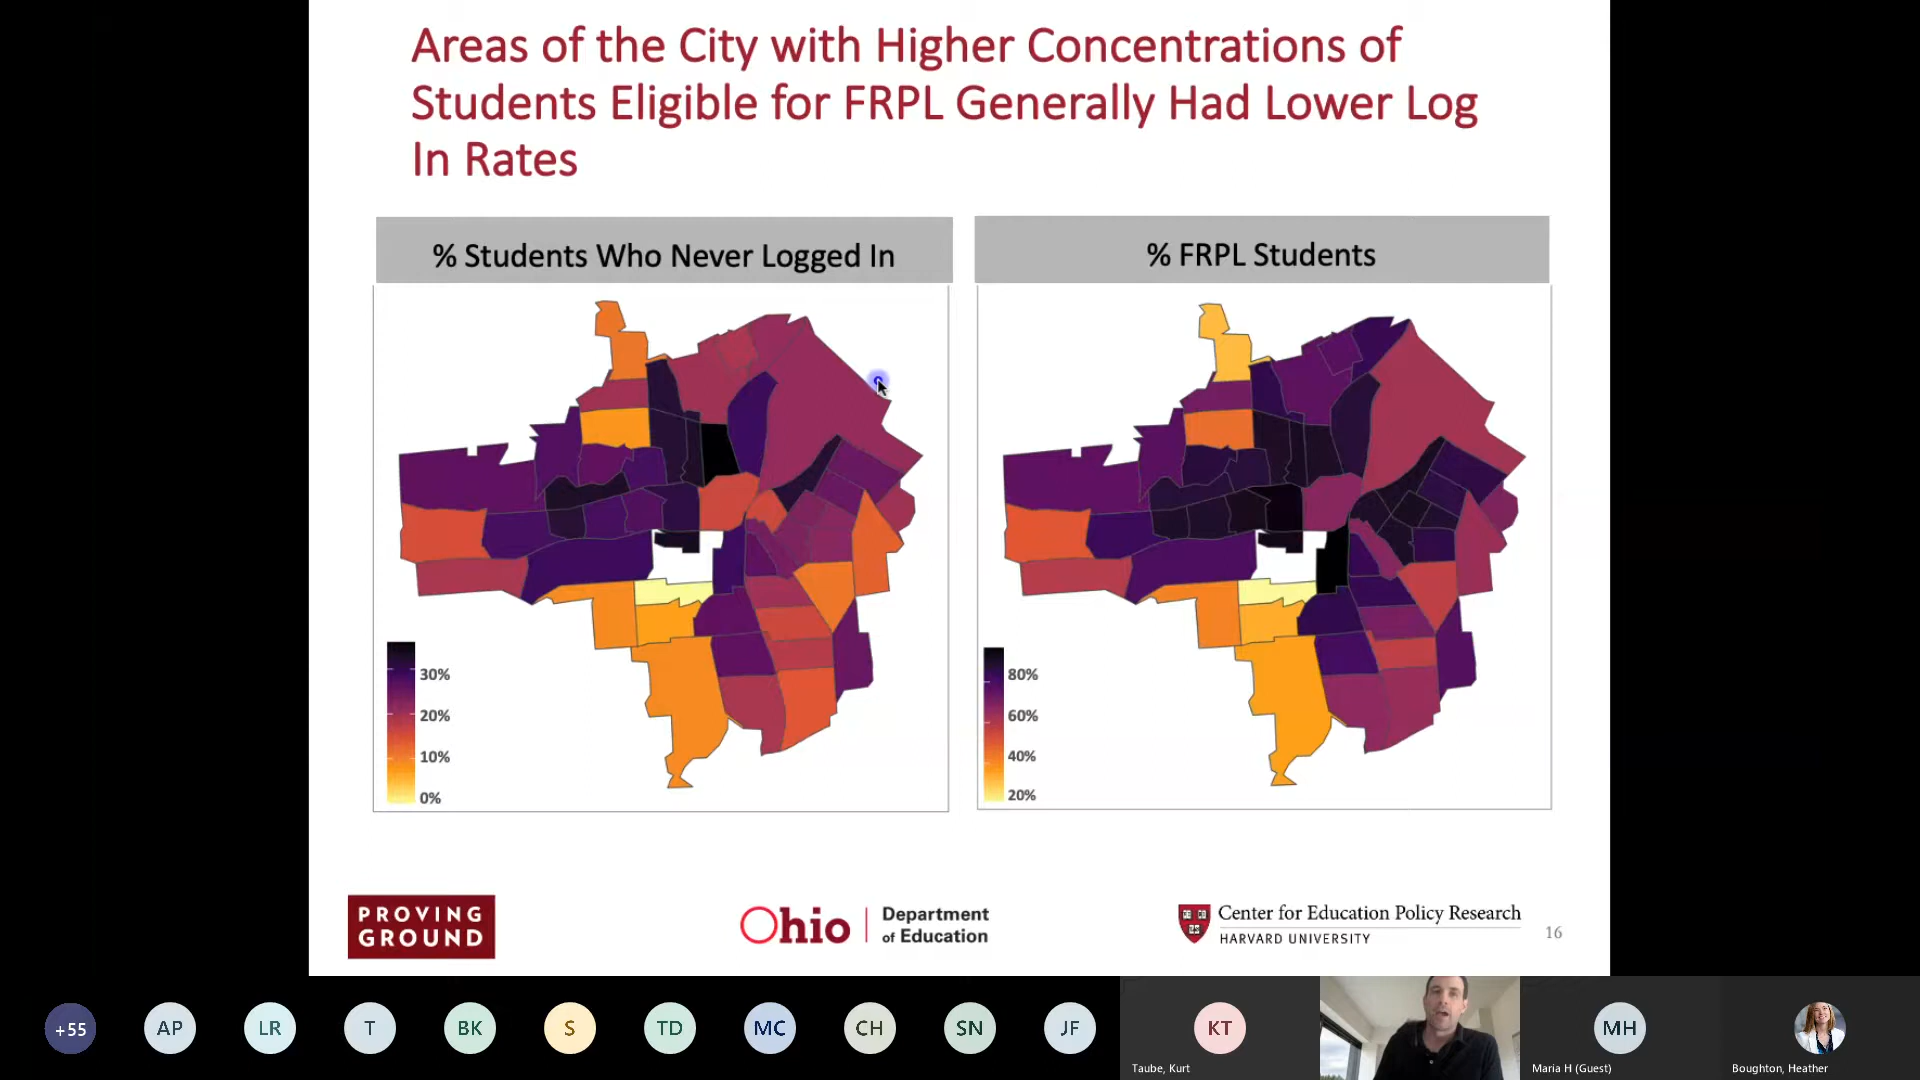 Areas of the City with Higher Concentrations of
Students Eligible for FRPL Generally Had Lower Log
In Rates
% Students Who Never Logged In
% FRPL Students
30%
20%
10%
0%
80%
60%
40%
20%
PROVING
GROUND
Ohio
Department
of Education
Center for Education Policy Research
HARVARD UNIVERSITY
16
+55
AP
LR
T
BK
S
TD
MC
CH
SN
JF
KT
MH
Taube, Kurt
Maria H (Guest)
Boughton, Heather